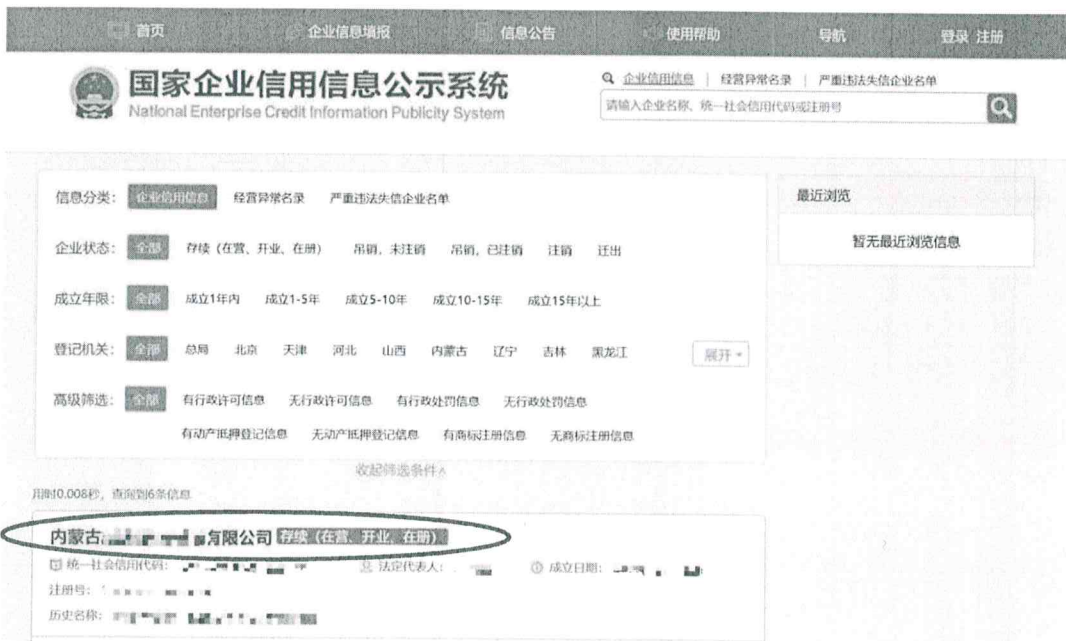 首页 企业信息填报 信息公告 使用帮助 导航 登录 注册
国家企业信用信息公示系统
National Enterprise Credit Information Publicity System
企业信用信息 | 经营异常名录 | 严重违法失信企业名单
请输入企业名称、统一社会信用代码或注册号
信息分类: 企业信用信息 经营异常名录 严重违法失信企业名单
企业状态: 全部 存续(在营、开业、在册) 吊销,未注销 吊销,已注销 注销 迁出
成立年限: 全部 成立1年内 成立1-5年 成立5-10年 成立10-15年 成立15年以上
登记机关: 全部 总局 北京 天津 河北 山西 内蒙古 辽宁 吉林 黑龙江 展开
高级筛选: 全部 有行政许可信息 无行政许可信息 有行政处罚信息 无行政处罚信息
有动产抵押登记信息 无动产抵押登记信息 有商标注册信息 无商标注册信息
收起筛选条件
最近浏览
暂无最近浏览信息
用时0.008秒,查询到6条信息
内蒙古 有限公司 存续(在营、开业、在册)
统一社会信用代码: 法定代表人: 成立日期:
注册号:
历史名称: